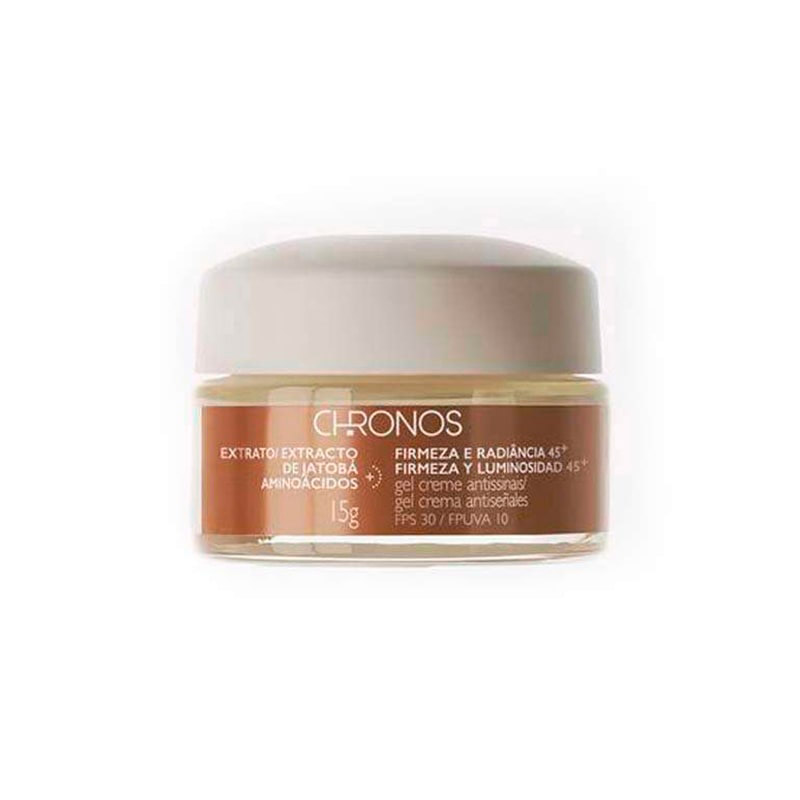 CHRONOS
EXTRATO/EXTRACTO
DE JATOBÁ
AMINOÁCIDOS +
15g
FIRMEZA E RADIÂNCIA 45+
FIRMEZA Y LUMINOSIDAD 45+
gel creme antissinais/
gel crema antiseñales
FPS 30 / FPUVA 10